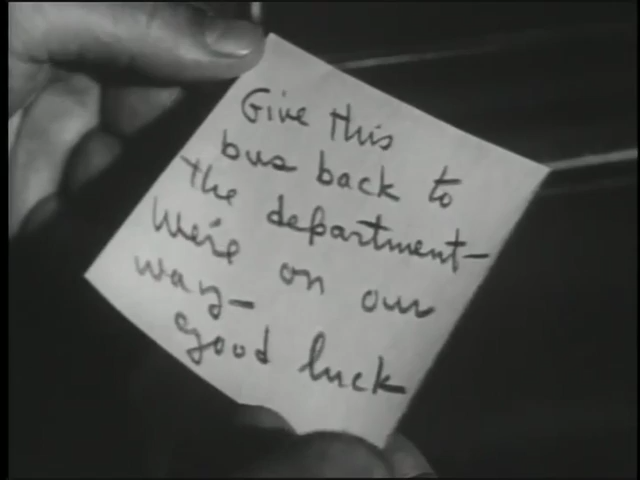 Give this
bus back to
the department-
We're on our
way-
good luck